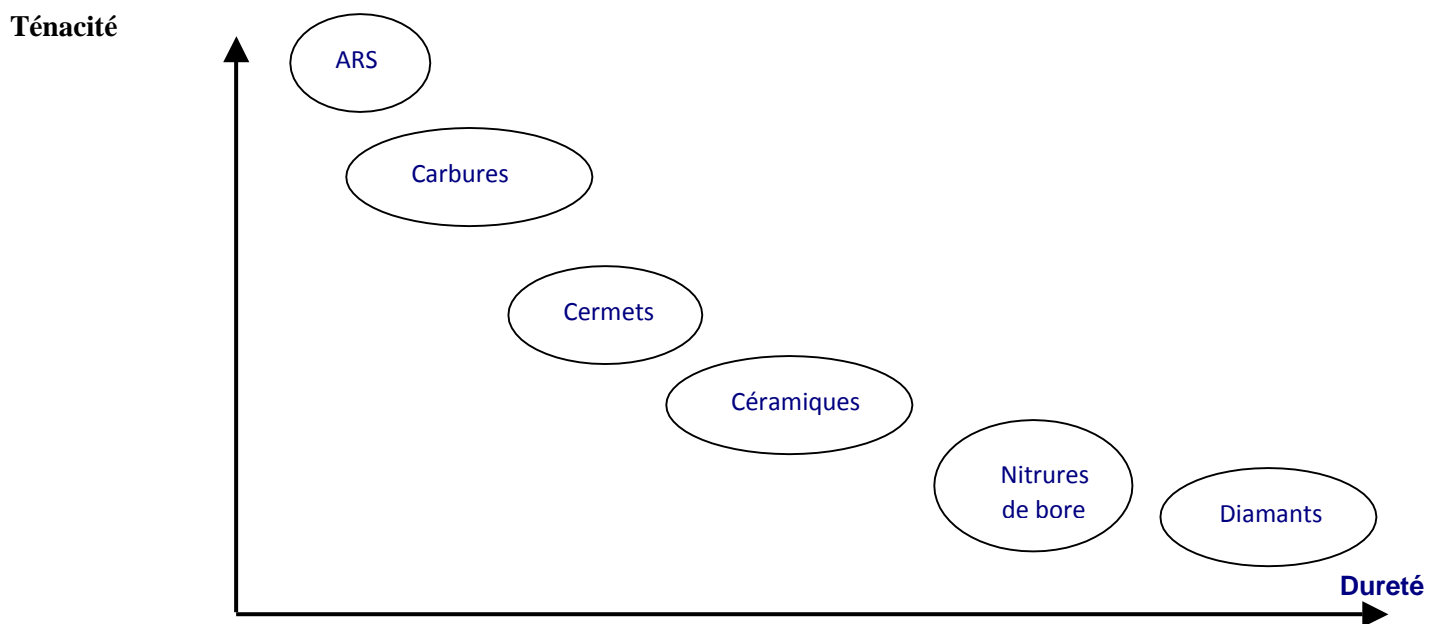 Ténacité
ARS
Carbures
Cermets
Céramiques
Nitrures
de bore
Diamants
Dureté